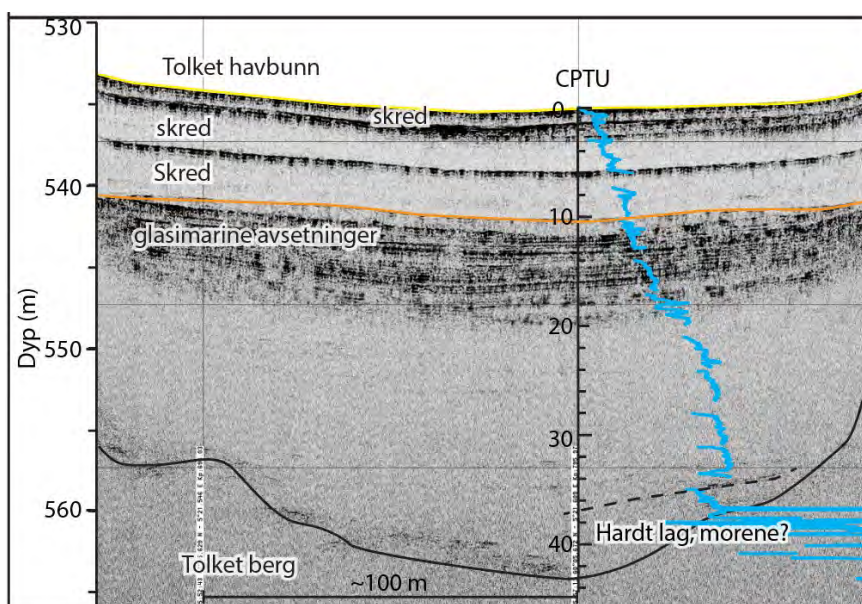 530
Tolket havbunn
CPTU
0
skred
skred
Skred
540
10
glasimarine avsetninger
Dyp (m)
20
550
30
560
Hardt lag, morene?
40
Tolket berg
~100 m